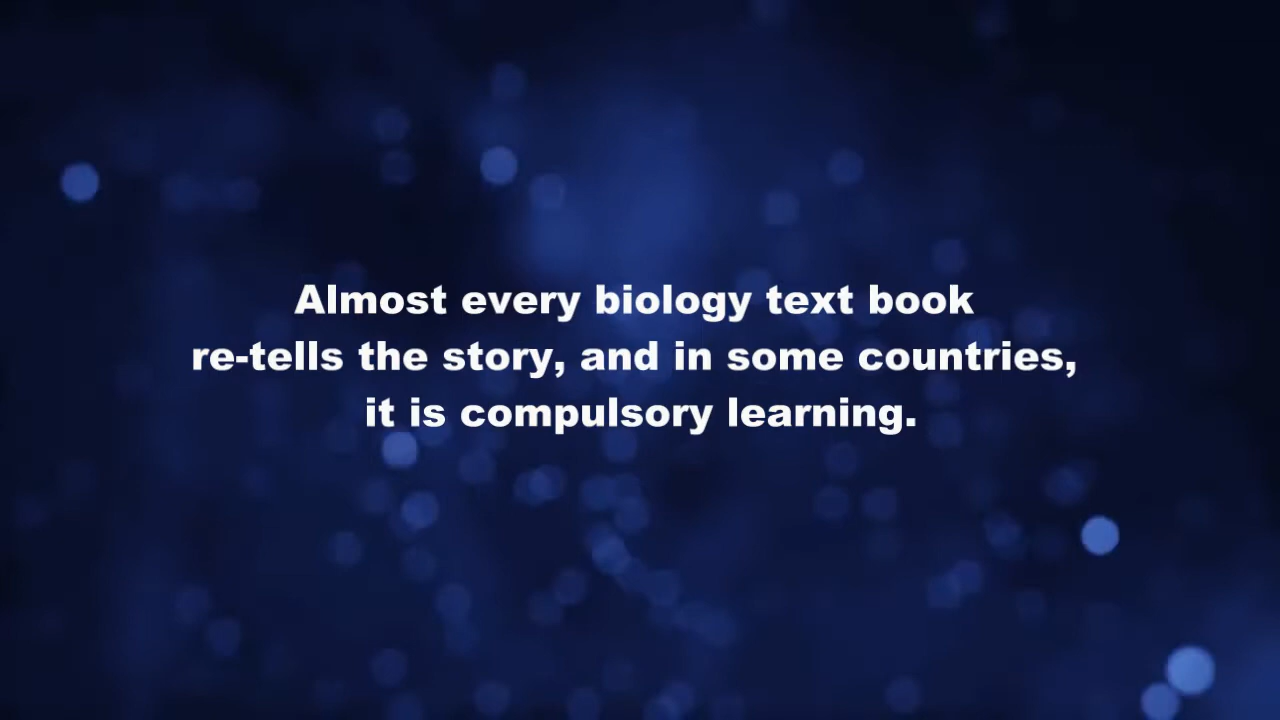 Almost every biology text book
re-tells the story, and in some countries,
it is compulsory learning.